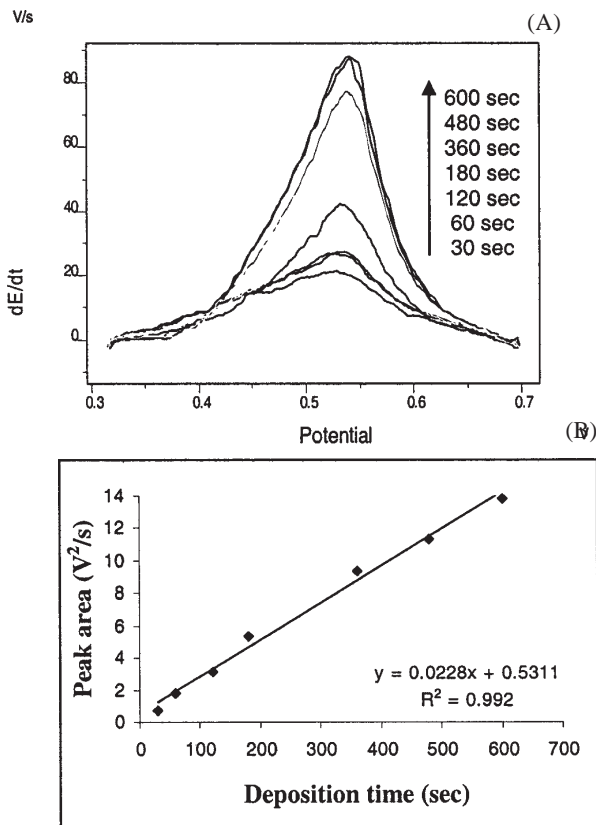 V/s
(A)
80
60
40
20
0
dE/dt
600 sec
480 sec
360 sec
180 sec
120 sec
60 sec
30 sec
0.3 0.4 0.5 0.6 0.7
Potential
(B)
14
12
10
8
6
4
2
0
Peak area (V²/s)
y = 0.0228x + 0.5311
R² = 0.992
0 100 200 300 400 500 600 700
Deposition time (sec)